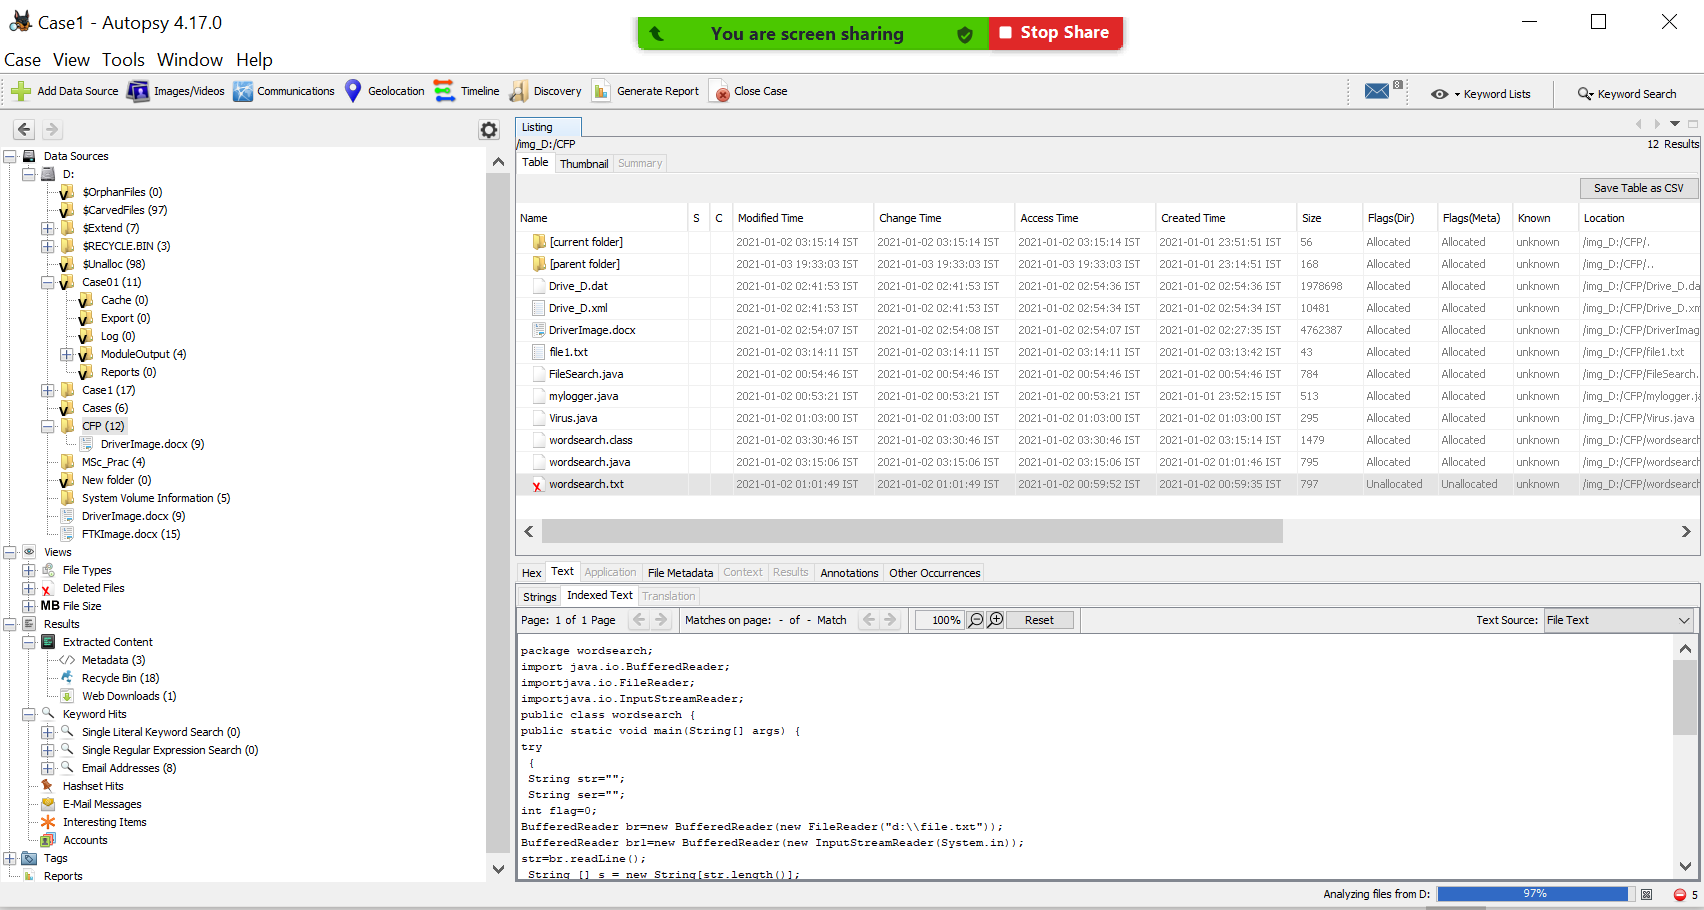 Case1 - Autopsy 4.17.0
You are screen sharing
Stop Share
Case View Tools Window Help
Add Data Source Images/Videos Communications Geolocation Timeline Discovery Generate Report Close Case
8
Keyword Lists Keyword Search
Data Sources
D:
$OrphanFiles (0)
$CarvedFiles (97)
$Extend (7)
$RECYCLE.BIN (3)
$Unalloc (98)
Case01 (11)
Cache (0)
Export (0)
Log (0)
ModuleOutput (4)
Reports (0)
Case1 (17)
Cases (6)
CFP (12)
DriverImage.docx (9)
MSc_Prac (4)
New folder (0)
System Volume Information (5)
DriverImage.docx (9)
FTKImage.docx (15)
Views
File Types
Deleted Files
MB File Size
Results
Extracted Content
Metadata (3)
Recycle Bin (18)
Web Downloads (1)
Keyword Hits
Single Literal Keyword Search (0)
Single Regular Expression Search (0)
Email Addresses (8)
Hashset Hits
E-Mail Messages
Interesting Items
Accounts
Tags
Reports
Listing
/img_D:/CFP
12 Results
Table Thumbnail Summary
Save Table as CSV
Name S C Modified Time Change Time Access Time Created Time Size Flags(Dir) Flags(Meta) Known Location
[current folder] 2021-01-02 03:15:14 IST 2021-01-02 03:15:14 IST 2021-01-02 03:15:14 IST 2021-01-01 23:51:51 IST 56 Allocated Allocated unknown /img_D:/CFP/.
[parent folder] 2021-01-03 19:33:03 IST 2021-01-03 19:33:03 IST 2021-01-03 19:33:03 IST 2021-01-01 23:14:51 IST 168 Allocated Allocated unknown /img_D:/CFP/..
Drive_D.dat 2021-01-02 02:41:53 IST 2021-01-02 02:41:53 IST 2021-01-02 02:54:36 IST 2021-01-02 02:54:36 IST 1978698 Allocated Allocated unknown /img_D:/CFP/Drive_D.da
Drive_D.xml 2021-01-02 02:41:53 IST 2021-01-02 02:41:53 IST 2021-01-02 02:54:34 IST 2021-01-02 02:54:34 IST 10481 Allocated Allocated unknown /img_D:/CFP/Drive_D.xm
DriverImage.docx 2021-01-02 02:54:07 IST 2021-01-02 02:54:08 IST 2021-01-02 02:54:07 IST 2021-01-02 02:27:35 IST 4762387 Allocated Allocated unknown /img_D:/CFP/DriverImag
file1.txt 2021-01-02 03:14:11 IST 2021-01-02 03:14:11 IST 2021-01-02 03:14:11 IST 2021-01-02 03:13:42 IST 43 Allocated Allocated unknown /img_D:/CFP/file1.txt
FileSearch.java 2021-01-02 00:54:46 IST 2021-01-02 00:54:46 IST 2021-01-02 00:54:46 IST 2021-01-02 00:54:46 IST 784 Allocated Allocated unknown /img_D:/CFP/FileSearch.
mylogger.java 2021-01-02 00:53:21 IST 2021-01-02 00:53:21 IST 2021-01-02 00:53:21 IST 2021-01-01 23:52:15 IST 513 Allocated Allocated unknown /img_D:/CFP/mylogger.ja
Virus.java 2021-01-02 01:03:00 IST 2021-01-02 01:03:00 IST 2021-01-02 01:03:00 IST 2021-01-02 01:03:00 IST 295 Allocated Allocated unknown /img_D:/CFP/Virus.java
wordsearch.class 2021-01-02 03:30:46 IST 2021-01-02 03:30:46 IST 2021-01-02 03:30:46 IST 2021-01-02 03:15:14 IST 1479 Allocated Allocated unknown /img_D:/CFP/wordsearch
wordsearch.java 2021-01-02 03:15:06 IST 2021-01-02 03:15:06 IST 2021-01-02 03:15:06 IST 2021-01-02 01:01:46 IST 795 Allocated Allocated unknown /img_D:/CFP/wordsearch
wordsearch.txt 2021-01-02 01:01:49 IST 2021-01-02 01:01:49 IST 2021-01-02 00:59:52 IST 2021-01-02 00:59:35 IST 797 Unallocated Unallocated unknown /img_D:/CFP/wordsearch
Hex Text Application File Metadata Context Results Annotations Other Occurrences
Strings Indexed Text Translation
Page: 1 of 1 Page Matches on page: - of - Match 100% Reset Text Source: File Text
package wordsearch;
import java.io.BufferedReader;
importjava.io.FileReader;
importjava.io.InputStreamReader;
public class wordsearch {
public static void main(String[] args) {
try
{
String str="";
String ser="";
int flag=0;
BufferedReader br=new BufferedReader(new FileReader("d:\\file.txt"));
BufferedReader br1=new BufferedReader(new InputStreamReader(System.in));
str=br.readLine();
String [] s = new String[str.length()];
Analyzing files from D: 97% 5